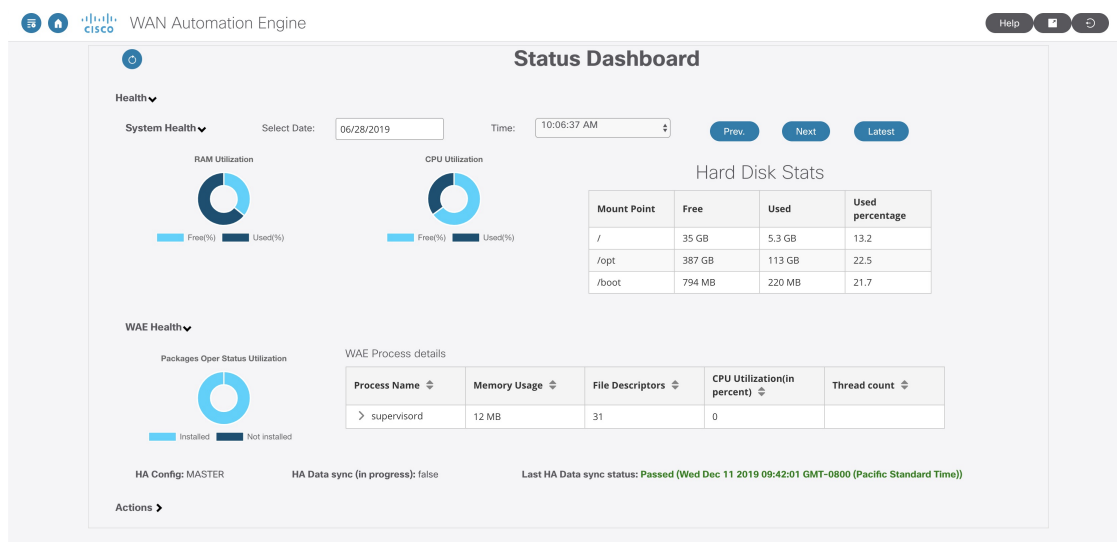 CISCO WAN Automation Engine Help
Status Dashboard
Health
System Health Select Date: 06/28/2019 Time: 10:06:37 AM Prev. Next Latest
RAM Utilization CPU Utilization
Free(%) Used(%) Free(%) Used(%)
Hard Disk Stats
Mount Point Free Used Used percentage
/ 35 GB 5.3 GB 13.2
/opt 387 GB 113 GB 22.5
/boot 794 MB 220 MB 21.7
WAE Health
Packages Oper Status Utilization
Installed Not installed
WAE Process details
Process Name Memory Usage File Descriptors CPU Utilization(in percent) Thread count
supervisord 12 MB 31 0
HA Config: MASTER HA Data sync (in progress): false Last HA Data sync status: Passed (Wed Dec 11 2019 09:42:01 GMT-0800 (Pacific Standard Time))
Actions